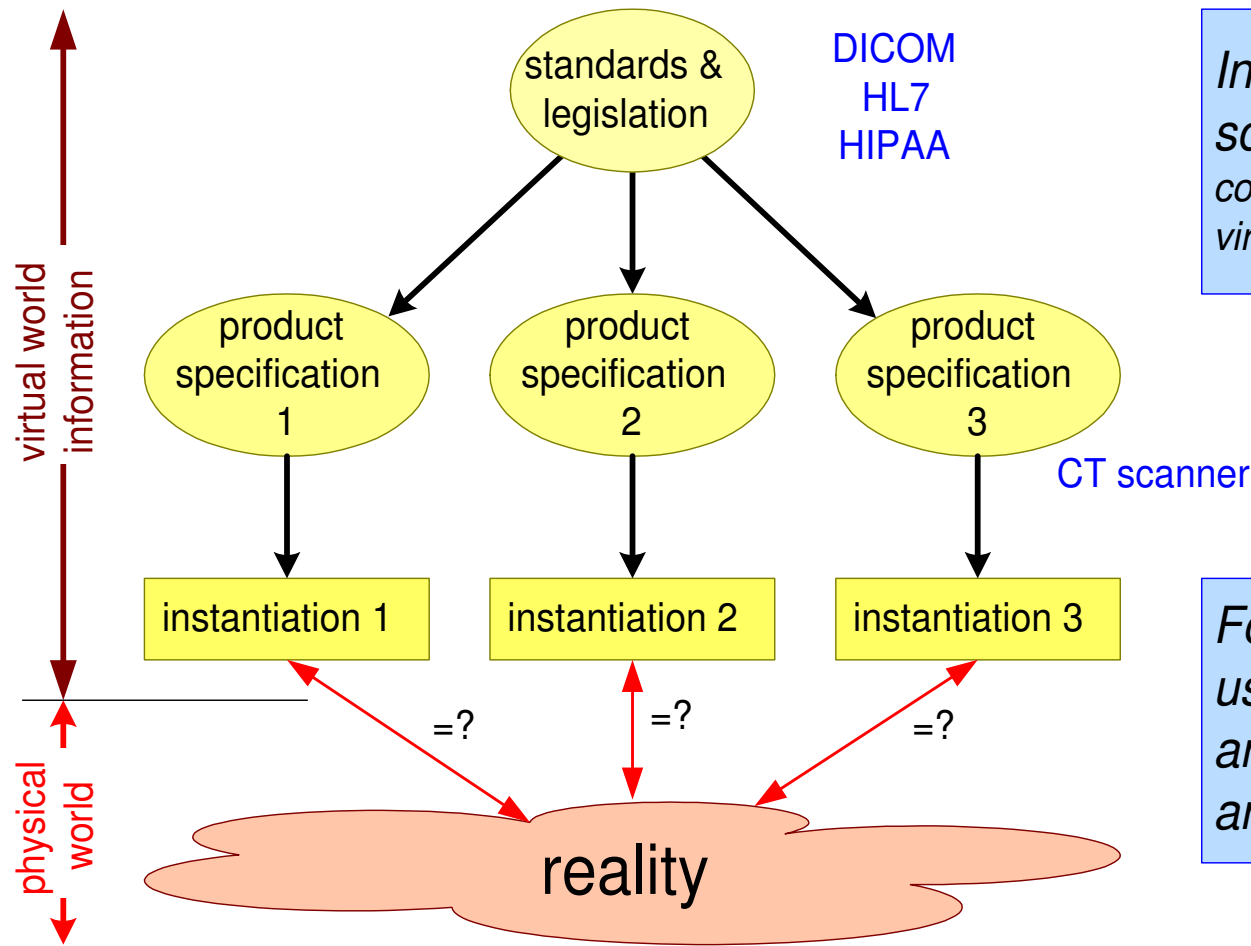 standards &
legislation
DICOM
HL7
HIPAA
virtual world
information
product
specification
1
product
specification
2
product
specification
3
CT scanner
instantiation 1
instantiation 2
instantiation 3
=?
=?
=?
physical
world
reality